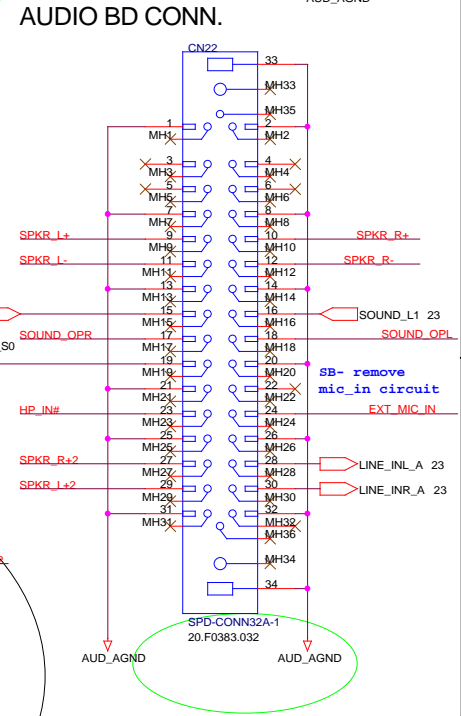 AUD_AGND
AUDIO BD CONN.
CN22
33
MH33
MH35
1 2
MH1 MH2
3 4
MH3 MH4
5 6
MH5 MH6
7 8
MH7 MH8
SPKR_L+ 9 10 SPKR_R+
MH9 MH10
SPKR_L- 11 12 SPKR_R-
MH11 MH12
13 14
MH13 MH14
15 16 SOUND_L1 23
MH15 MH16
SOUND_OPR 17 18 SOUND_OPL
_S0 MH17 MH18
19 20
MH19 MH20
SB- remove
mic_in circuit
21 22
MH21 MH22
HP_IN# 23 24 EXT_MIC_IN
MH23 MH24
25 26
MH25 MH26
SPKR_R+2 27 28 LINE_INL_A 23
MH27 MH28
SPKR_L+2 29 30 LINE_INR_A 23
MH29 MH30
31 32
MH31 MH32
MH36
MH34
34
SPD-CONN32A-1
20.F0383.032
AUD_AGND AUD_AGND